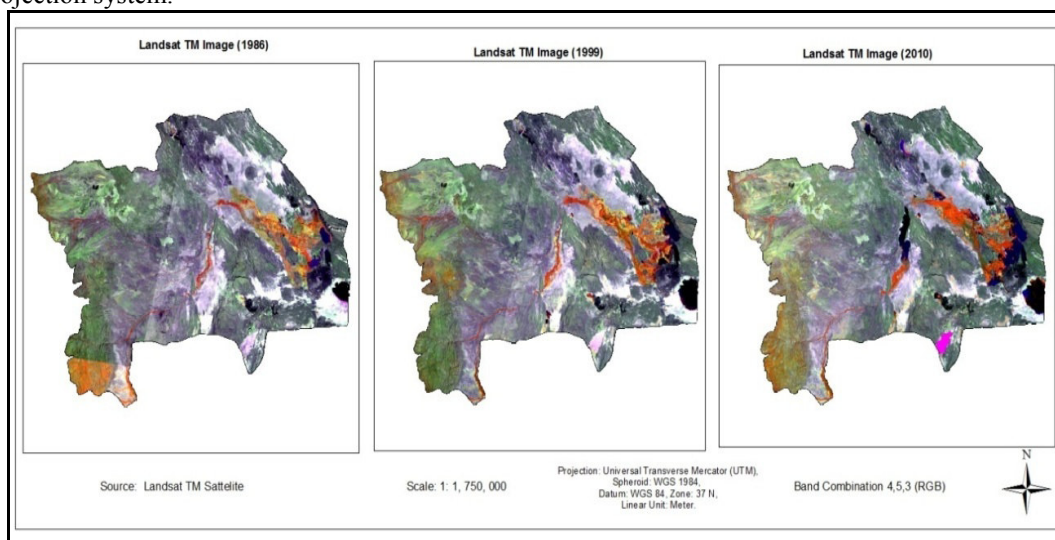 ojection system.
Landsat TM Image (1986)
Landsat TM Image (1999)
Landsat TM Image (2010)
Projection: Universal Transverse Mercator (UTM),
Spheroid: WGS 1984,
Datum: WGS 84, Zone: 37 N,
Linear Unit: Meter.
Source: Landsat TM Sattelite
Scale: 1: 1, 750, 000
Band Combination 4,5,3 (RGB)
N